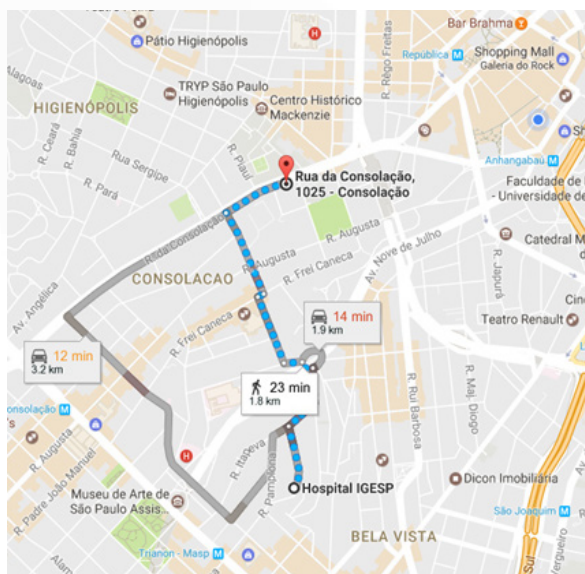 Bar Brahma
Pátio Higienópolis
República M
Shopping Mall
Galeria do Rock
R. Rêgo Freitas
Alagoas
TRYP São Paulo
Higienópolis
Centro Histórico
Mackenzie
HIGIENÓPOLIS
R. Ceará
R. Bahia
Rua Sergipe
R. Piauí
Anhangabaú M
R. Pará
Rua da Consolação,
1025 - Consolação
Faculdade de
- Universidade de
R. da Consolação
R. Augusta
Av. Nove de Julho
Catedral M
CONSOLACAO
R. Augusta
R. Frei Caneca
R. Japurá
Av. Angélica
R. Frei Caneca
14 min
1.9 km
Teatro Renault
12 min
3.2 km
23 min
1.8 km
R. Rui Barbosa
R. Maj. Diogo
Consolação M
R. Augusta
R. Itapeva
R. Pamplona
Hospital IGESP
Dicon Imobiliária
R. Padre João Manuel
Museu de Arte de
São Paulo Assis...
São Joaquim M
BELA VISTA
Trianon - Masp M
Vergueiro
Sul